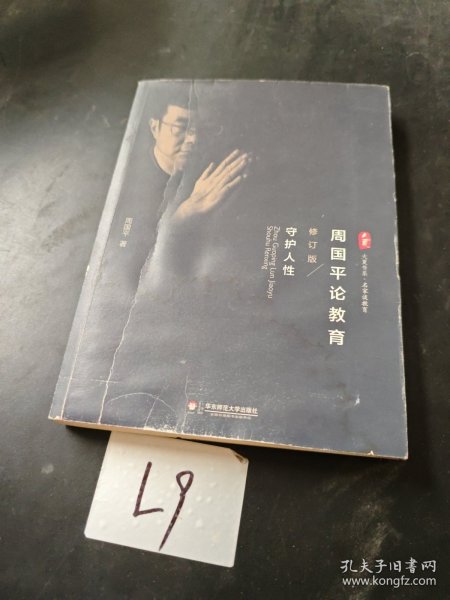 大夏书系·名家谈教育
周国平论教育
修订版/
守护人性
Zhou Guoping Lun Jiaoyu
Shouhu Renxing
周国平 著
华东师范大学出版社
L9
孔夫子旧书网
www.kongfz.com